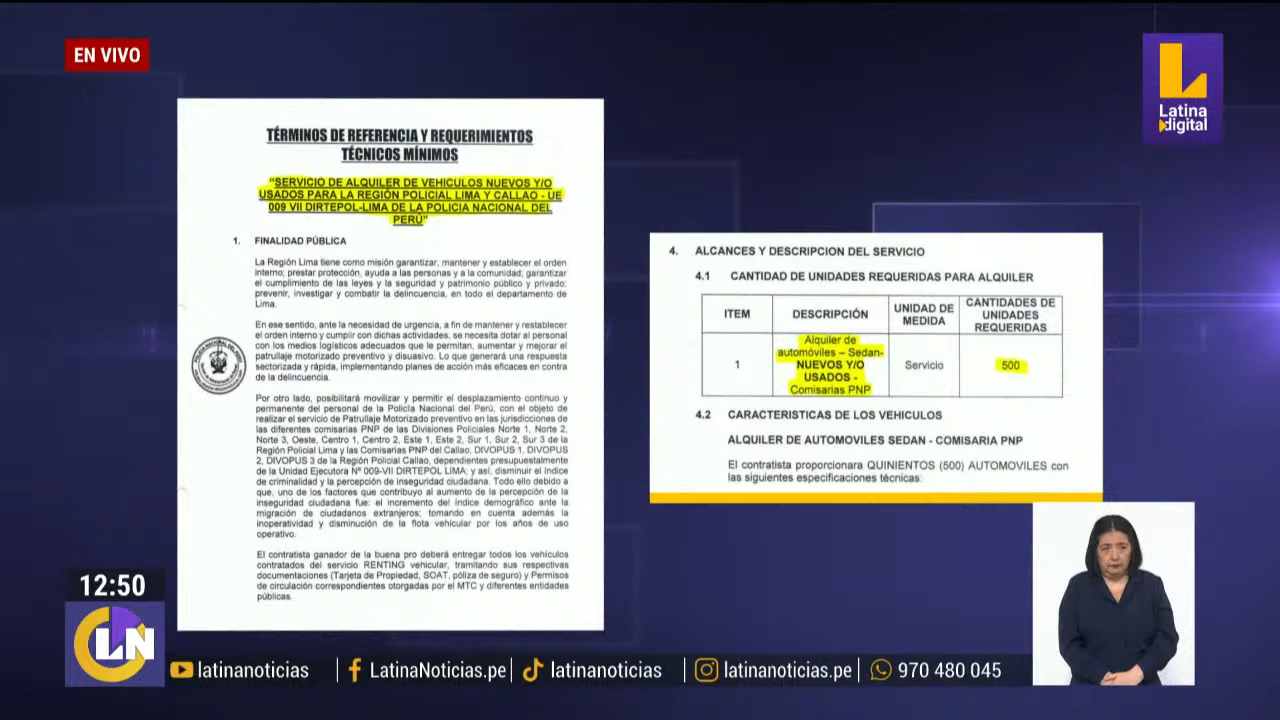 EN VIVO
Latina
digital
TÉRMINOS DE REFERENCIA Y REQUERIMIENTOS
TÉCNICOS MÍNIMOS
"SERVICIO DE ALQUILER DE VEHICULOS NUEVOS Y/O
USADOS PARA LA REGIÓN POLICIAL LIMA Y CALLAO - UE
009 VII DIRTEPOL-LIMA DE LA POLICIA NACIONAL DEL
PERÚ"
1. FINALIDAD PÚBLICA
La Región Lima tiene como misión garantizar, mantener y establecer el orden
interno; prestar protección, ayuda a las personas y a la comunidad; garantizar
el cumplimiento de las leyes y la seguridad y patrimonio público y privado;
prevenir, investigar y combatir la delincuencia, en todo el departamento de
Lima.
En ese sentido, ante la necesidad de urgencia, a fin de mantener y restablecer
el orden interno y cumplir con dichas actividades, se necesita dotar al personal
con los medios logísticos adecuados que le permitan, aumentar y mejorar el
patrullaje motorizado preventivo y disuasivo. Lo que generará una respuesta
sectorizada y rápida, implementando planes de acción más eficaces en contra
de la delincuencia.
Por otro lado, posibilitará movilizar y permitir el desplazamiento continuo y
permanente del personal de la Policía Nacional del Perú, con el objeto de
realizar el servicio de Patrullaje Motorizado preventivo en las jurisdicciones de
las diferentes comisarías PNP de las Divisiones Policiales Norte 1, Norte 2,
Norte 3, Oeste, Centro 1, Centro 2, Este 1, Este 2, Sur 1, Sur 2, Sur 3 de la
Región Policial Lima y las Comisarías PNP del Callao, DIVOPUS 1, DIVOPUS
2, DIVOPUS 3 de la Región Policial Callao, dependientes presupuestalmente
de la Unidad Ejecutora Nº 009-VII DIRTEPOL LIMA; y así, disminuir el índice
de criminalidad y la percepción de inseguridad ciudadana. Todo ello debido a
que, uno de los factores que contribuyo al aumento de la percepción de la
inseguridad ciudadana fue: el incremento del índice demográfico ante la
migración de ciudadanos extranjeros; tomando en cuenta además la
inoperatividad y disminución de la flota vehicular por los años de uso
operativo.
El contratista ganador de la buena pro deberá entregar todos los vehículos
contratados del servicio RENTING vehicular, tramitando sus respectivas
documentaciones (Tarjeta de Propiedad, SOAT, póliza de seguro) y Permisos
de circulación correspondientes otorgadas por el MTC y diferentes entidades
públicas.
4. ALCANCES Y DESCRIPCION DEL SERVICIO
4.1 CANTIDAD DE UNIDADES REQUERIDAS PARA ALQUILER
ITEM DESCRIPCIÓN UNIDAD DE MEDIDA CANTIDADES DE UNIDADES REQUERIDAS
1 Alquiler de automóviles – Sedan- NUEVOS Y/O USADOS - Comisarias PNP Servicio 500
4.2 CARACTERISTICAS DE LOS VEHICULOS
ALQUILER DE AUTOMOVILES SEDAN - COMISARIA PNP
El contratista proporcionara QUINIENTOS (500) AUTOMOVILES con
las siguientes especificaciones técnicas:
12:50
LN
latinanoticias
LatinaNoticias.pe
latinanoticias
latinanoticias.pe
970 480 045